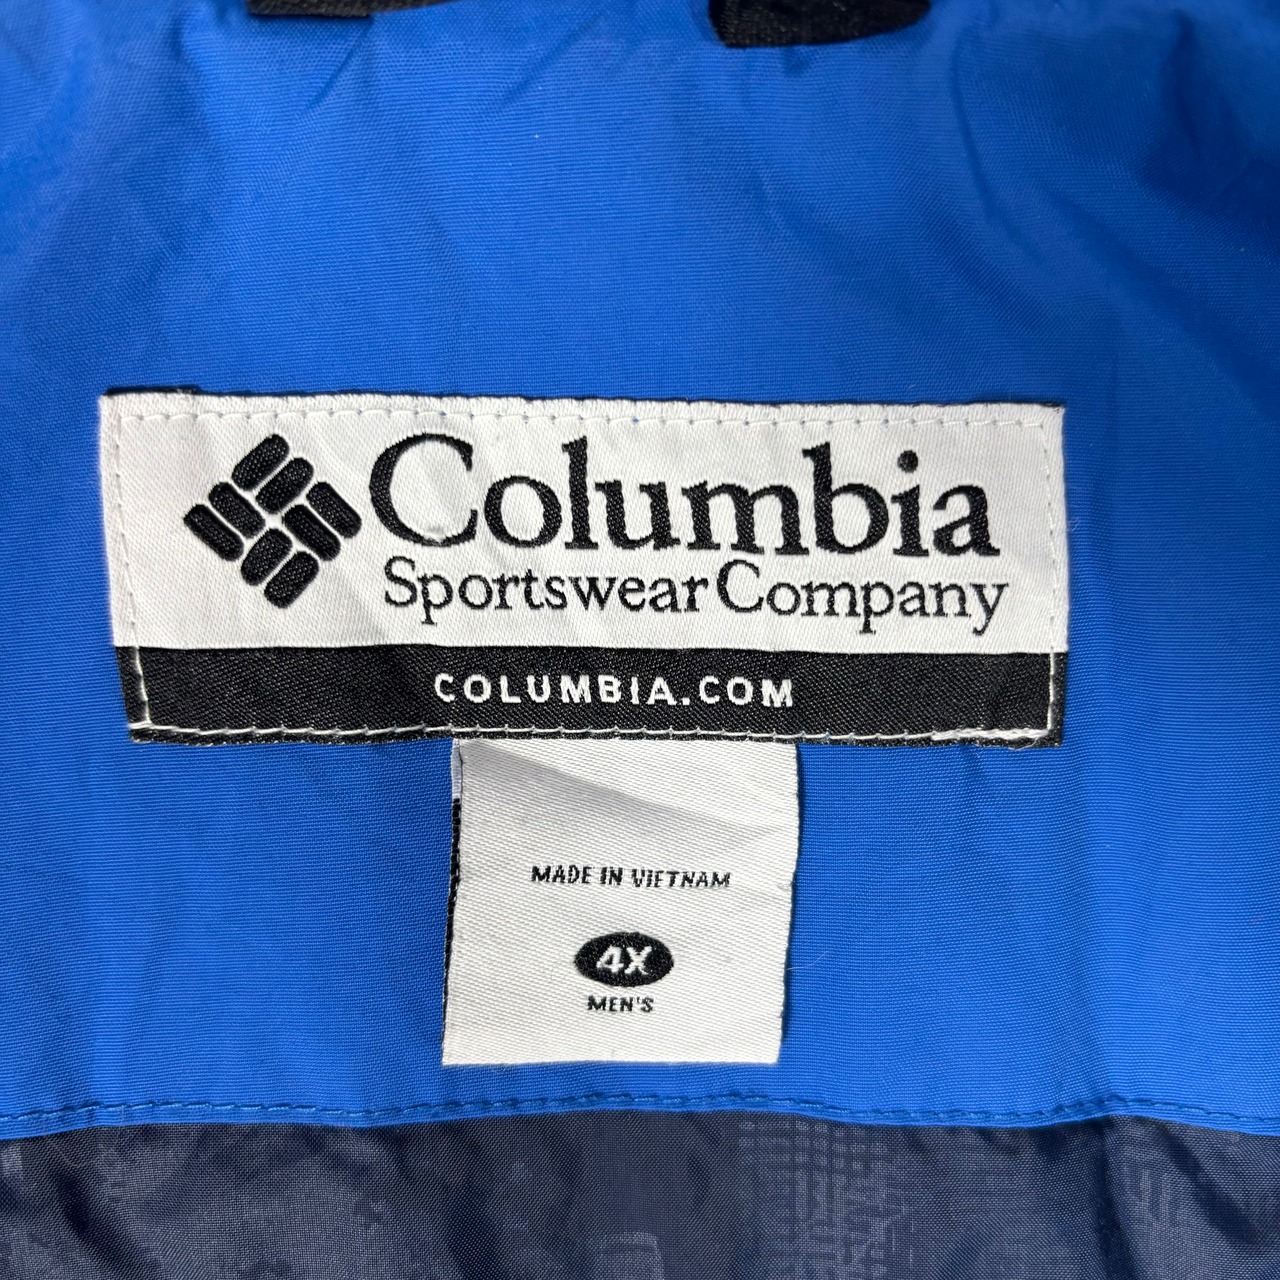 Columbia
Sportswear Company
COLUMBIA.COM
MADE IN VIETNAM
4X
MEN'S